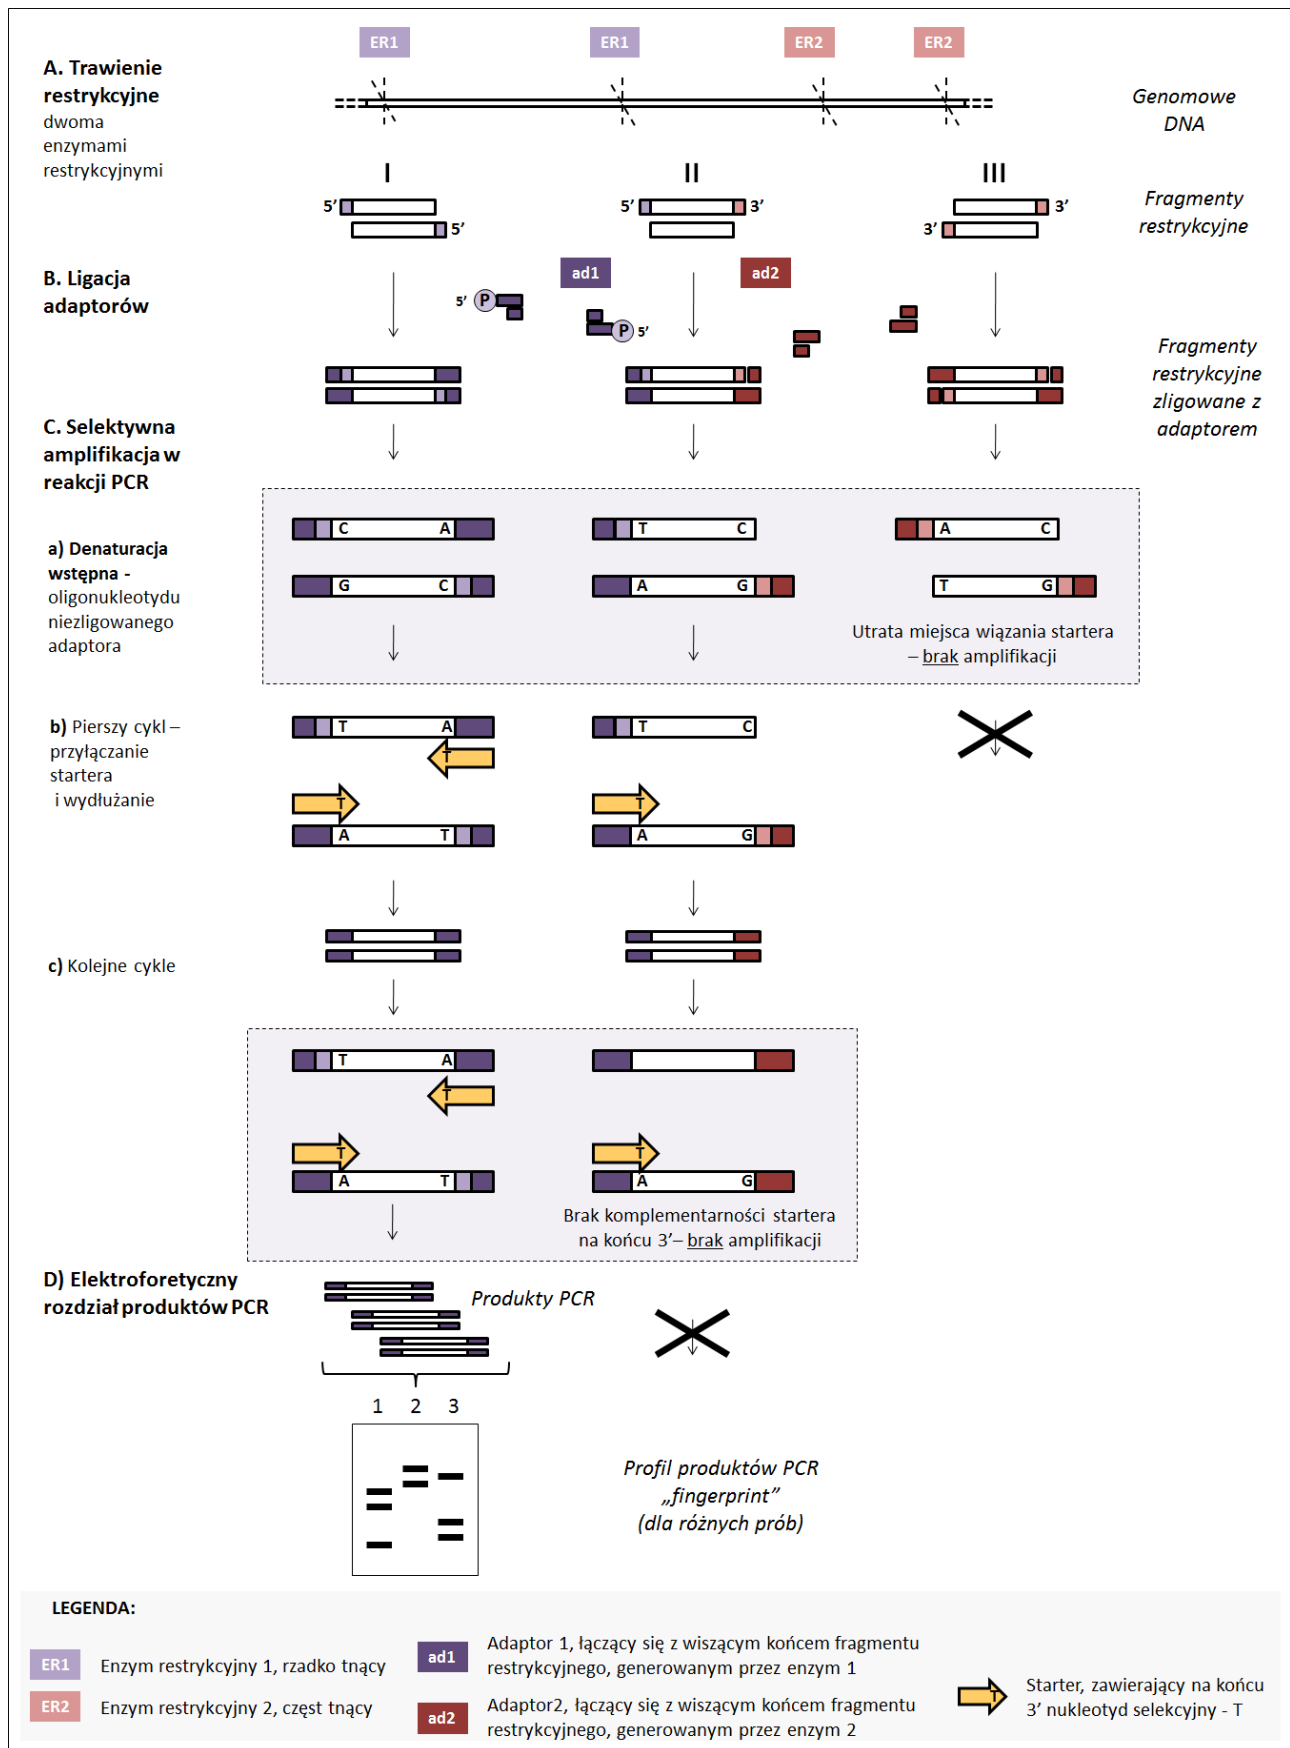 ER1
ER1
ER2
ER2
A. Trawienie
restrykcyjne
dwoma
enzymami
restrykcyjnymi
Genomowe
DNA
I
II
III
5’
5’
5’
3’
3’
3’
Fragmenty
restrykcyjne
B. Ligacja
adaptorów
ad1
ad2
5’ P
P 5’
Fragmenty
restrykcyjne
zligowane z
adaptorem
C. Selektywna
amplifikacja w
reakcji PCR
a) Denaturacja
wstępna -
oligonukleotydu
niezligowanego
adaptora
C A
T C
A C
G C
A G
T G
Utrata miejsca wiązania startera
– brak amplifikacji
b) Pierszy cykl –
przyłączanie
startera
i wydłużanie
T A
T C
T
T
T
A T
A G
c) Kolejne cykle
T A
T
T
T
A T
A G
Brak komplementarności startera
na końcu 3’– brak amplifikacji
D) Elektroforetyczny
rozdział produktów PCR
Produkty PCR
1 2 3
Profil produktów PCR
„fingerprint”
(dla różnych prób)
LEGENDA:
ER1 Enzym restrykcyjny 1, rzadko tnący
ER2 Enzym restrykcyjny 2, częst tnący
ad1 Adaptor 1, łączący się z wiszącym końcem fragmentu
restrykcyjnego, generowanym przez enzym 1
ad2 Adaptor2, łączący się z wiszącym końcem fragmentu
restrykcyjnego, generowanym przez enzym 2
T Starter, zawierający na końcu
3’ nukleotyd selekcyjny - T